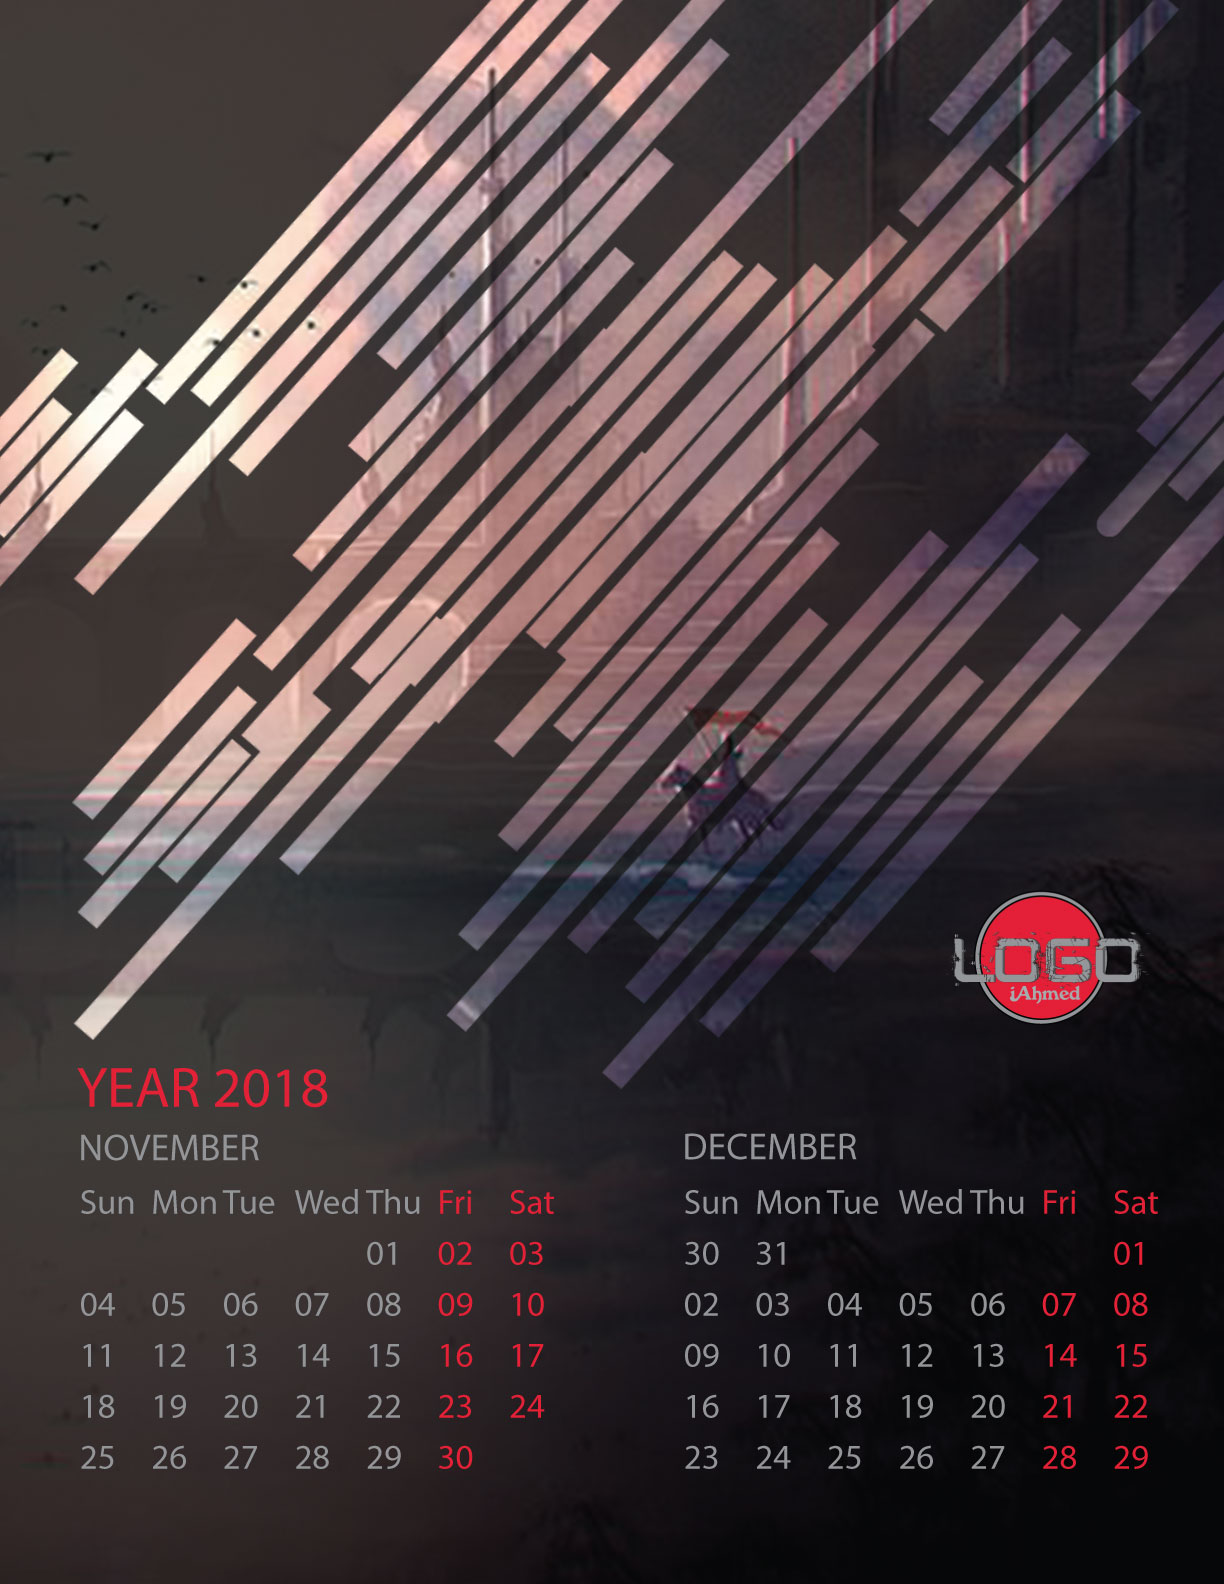 LOGO
iAhmed
YEAR 2018
NOVEMBER
Sun Mon Tue Wed Thu Fri Sat
01 02 03
04 05 06 07 08 09 10
11 12 13 14 15 16 17
18 19 20 21 22 23 24
25 26 27 28 29 30
DECEMBER
Sun Mon Tue Wed Thu Fri Sat
30 31 01
02 03 04 05 06 07 08
09 10 11 12 13 14 15
16 17 18 19 20 21 22
23 24 25 26 27 28 29